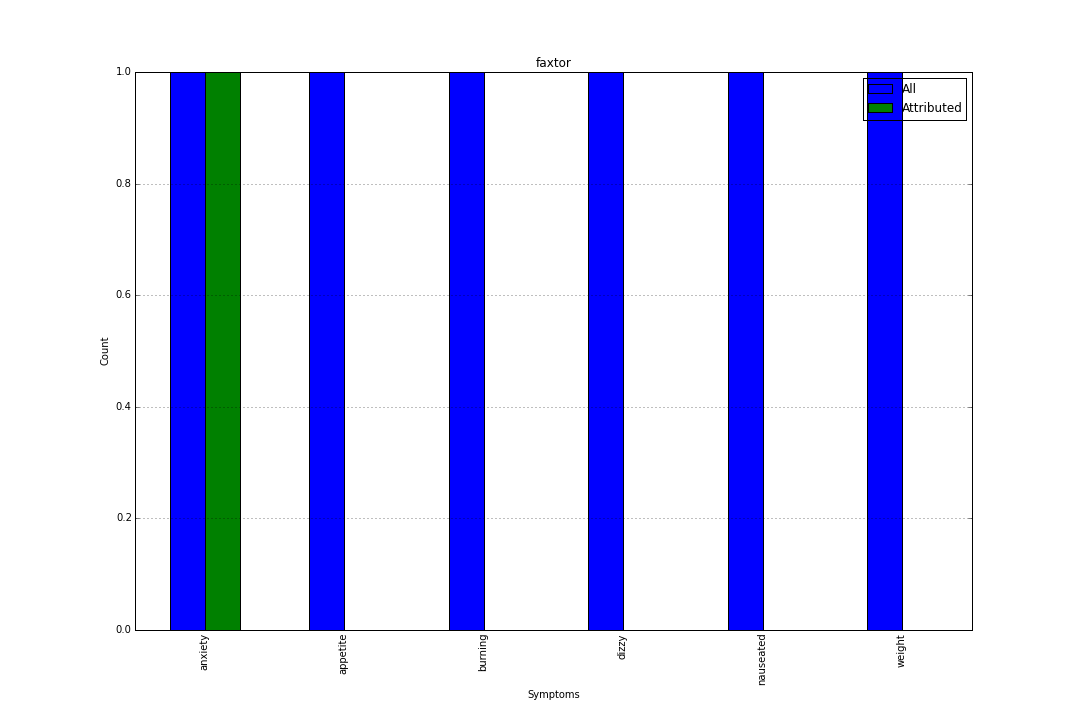 faxtor
1.0
0.8
0.6
0.4
0.2
0.0
Count
All
Attributed
anxiety
appetite
burning
dizzy
nauseated
weight
Symptoms